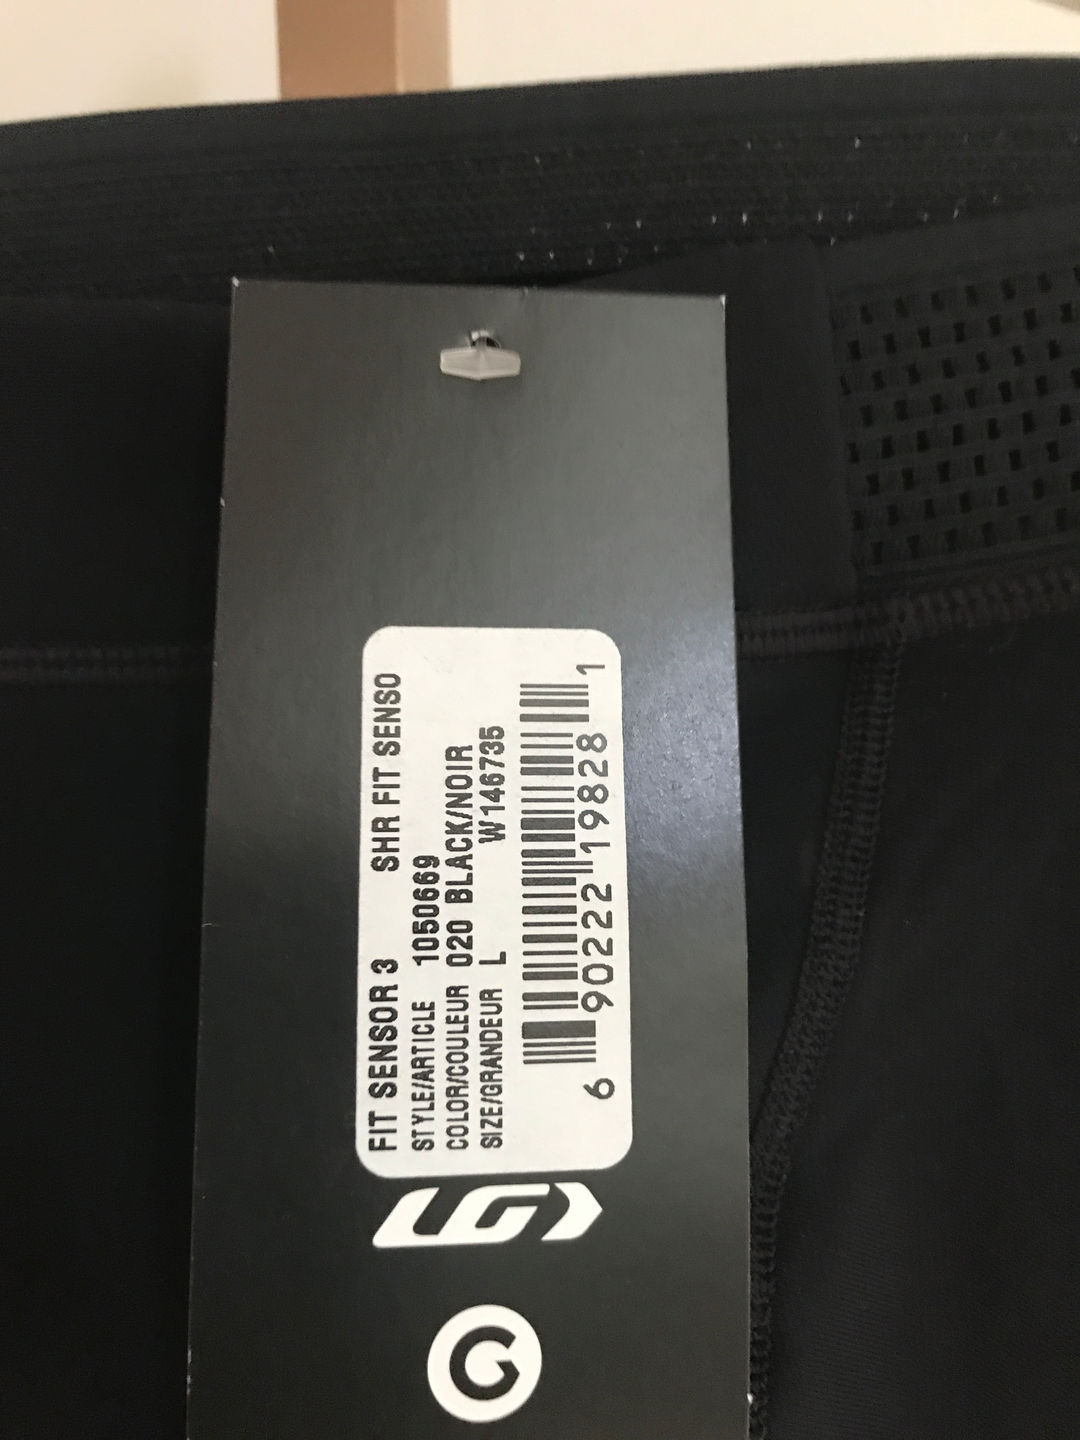 FIT SENSOR 3 SHR FIT SENSO
STYLE/ARTICLE 1050669
COLOR/COULEUR 020 BLACK/NOIR
SIZE/GRANDEUR L W146735
6 90222 19828 1
LG
G